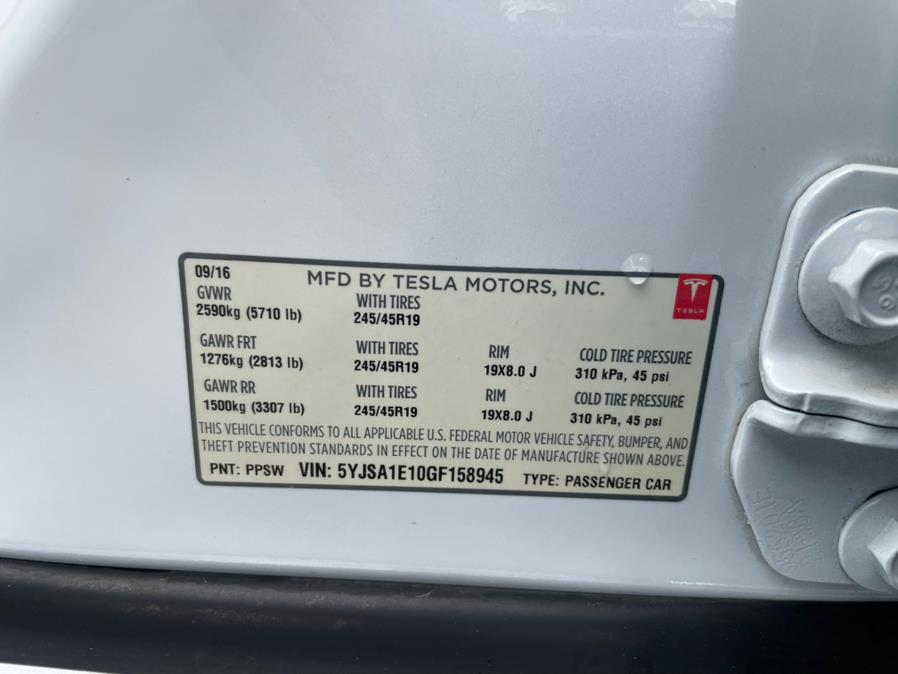 09/16 MFD BY TESLA MOTORS, INC.
TESLA
GVWR WITH TIRES
2590kg (5710 lb) 245/45R19
GAWR FRT WITH TIRES RIM COLD TIRE PRESSURE
1276kg (2813 lb) 245/45R19 19X8.0 J 310 kPa, 45 psi
GAWR RR WITH TIRES RIM COLD TIRE PRESSURE
1500kg (3307 lb) 245/45R19 19X8.0 J 310 kPa, 45 psi
THIS VEHICLE CONFORMS TO ALL APPLICABLE U.S. FEDERAL MOTOR VEHICLE SAFETY, BUMPER, AND
THEFT PREVENTION STANDARDS IN EFFECT ON THE DATE OF MANUFACTURE SHOWN ABOVE.
PNT: PPSW VIN: 5YJSA1E10GF158945 TYPE: PASSENGER CAR